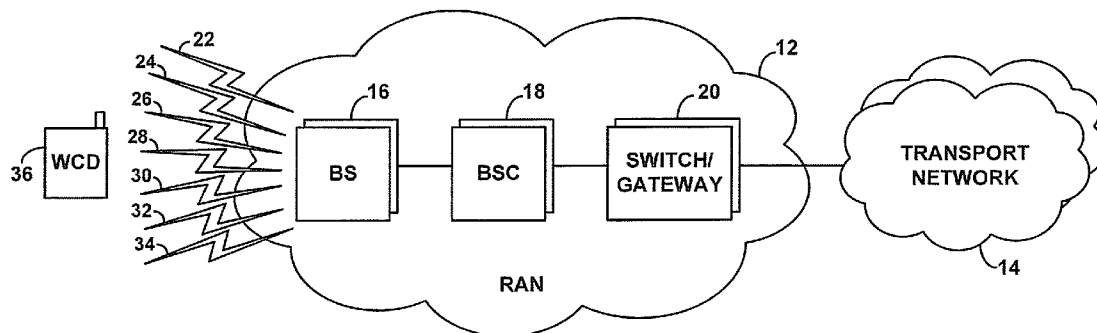 22
24
26
28
30
32
34
36
WCD
12
16
BS
18
BSC
20
SWITCH/
GATEWAY
RAN
TRANSPORT
NETWORK
14